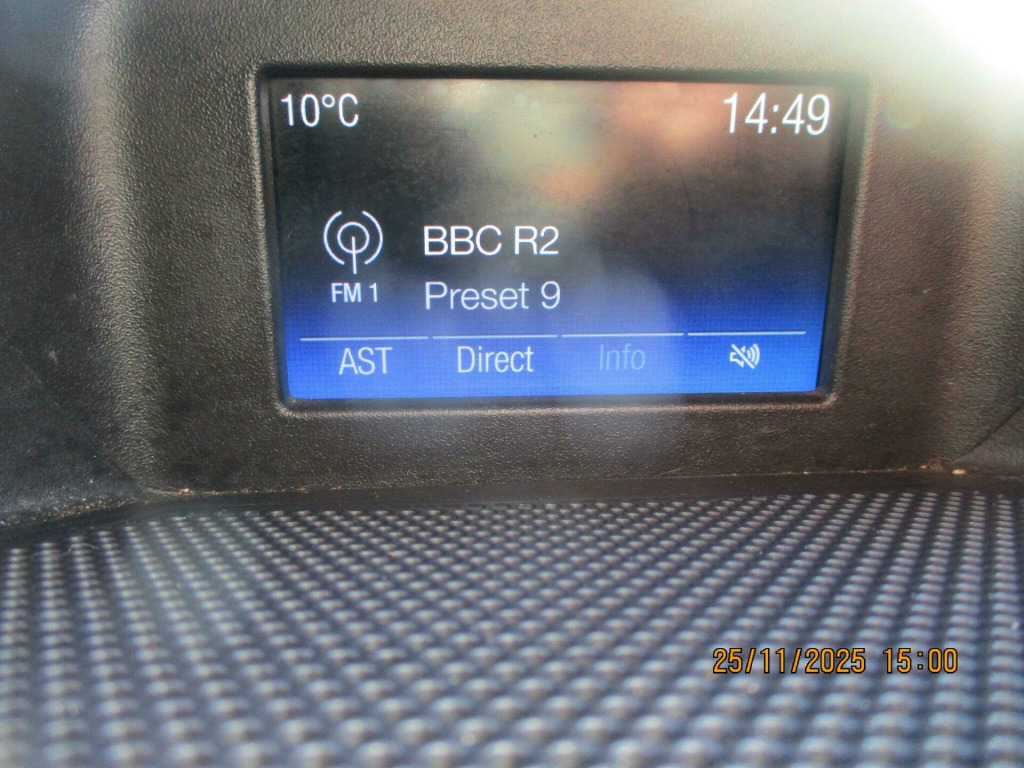 10°C 14:49
BBC R2
FM 1 Preset 9
AST Direct Info
25/11/2025 15:00